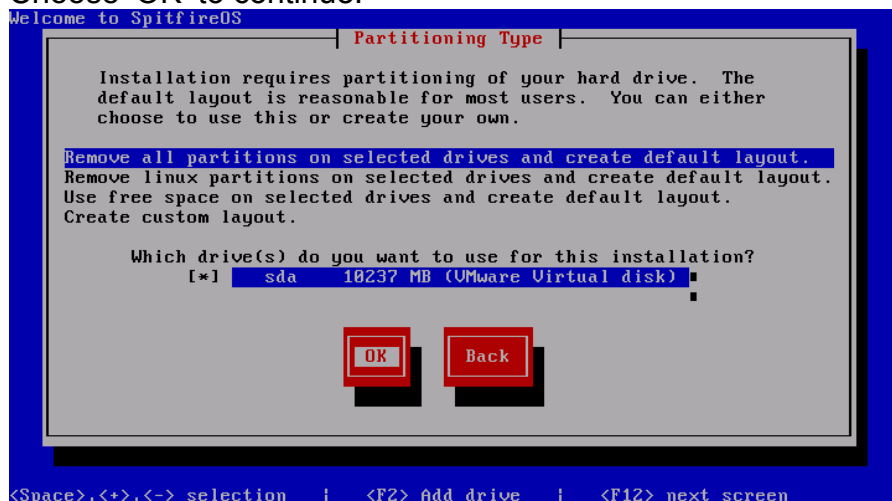 Choose 'OK' to continue.
Welcome to SpitfireOS
Partitioning Type
Installation requires partitioning of your hard drive. The
default layout is reasonable for most users. You can either
choose to use this or create your own.
Remove all partitions on selected drives and create default layout.
Remove linux partitions on selected drives and create default layout.
Use free space on selected drives and create default layout.
Create custom layout.
Which drive(s) do you want to use for this installation?
[*] sda 10237 MB (VMware Virtual disk)
OK Back
<Space>,<+>,<-> selection | <F2> Add drive | <F12> next screen